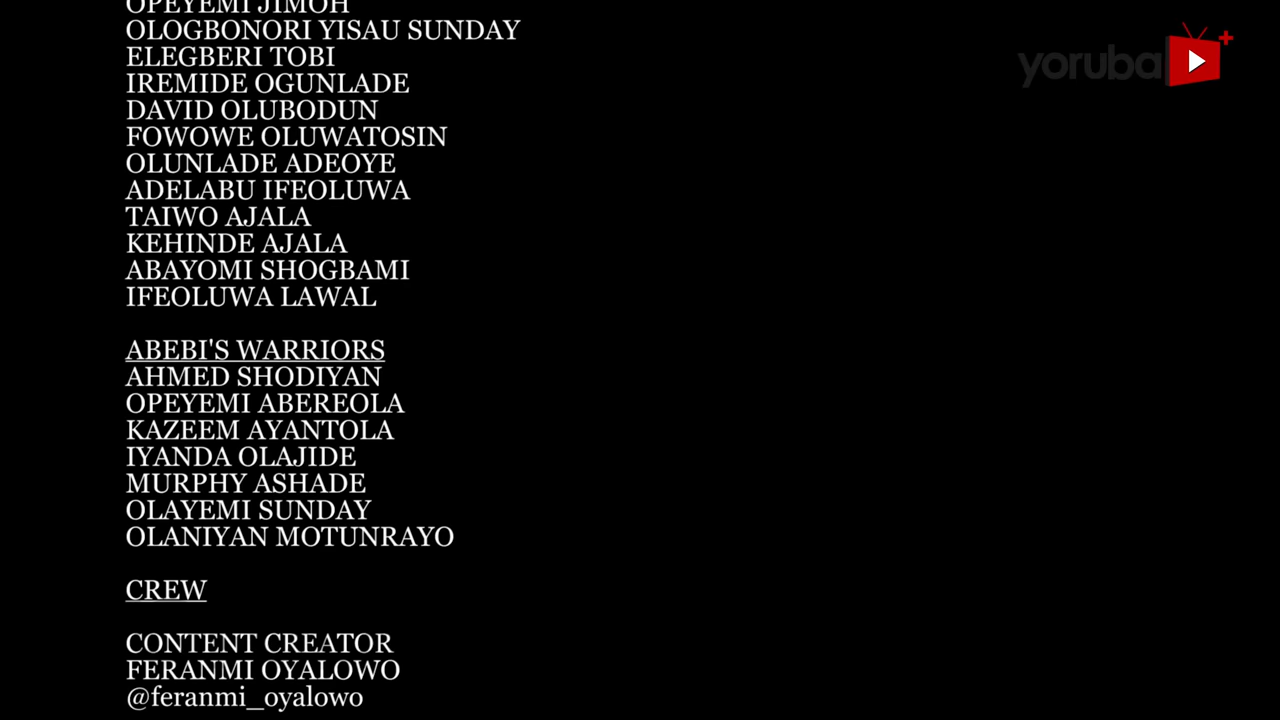 OPEYEMI JIMOH
OLOGBONORI YISAU SUNDAY
ELEGBERI TOBI
IREMIDE OGUNLADE
DAVID OLUBODUN
FOWOWE OLUWATOSIN
OLUNLADE ADEOYE
ADELABU IFEOLUWA
TAIWO AJALA
KEHINDE AJALA
ABAYOMI SHOGBAMI
IFEOLUWA LAWAL
ABEBI'S WARRIORS
AHMED SHODIYAN
OPEYEMI ABEREOLA
KAZEEM AYANTOLA
IYANDA OLAJIDE
MURPHY ASHADE
OLAYEMI SUNDAY
OLANIYAN MOTUNRAYO
CREW
CONTENT CREATOR
FERANMI OYALOWO
@feranmi_oyalowo
yoruba +